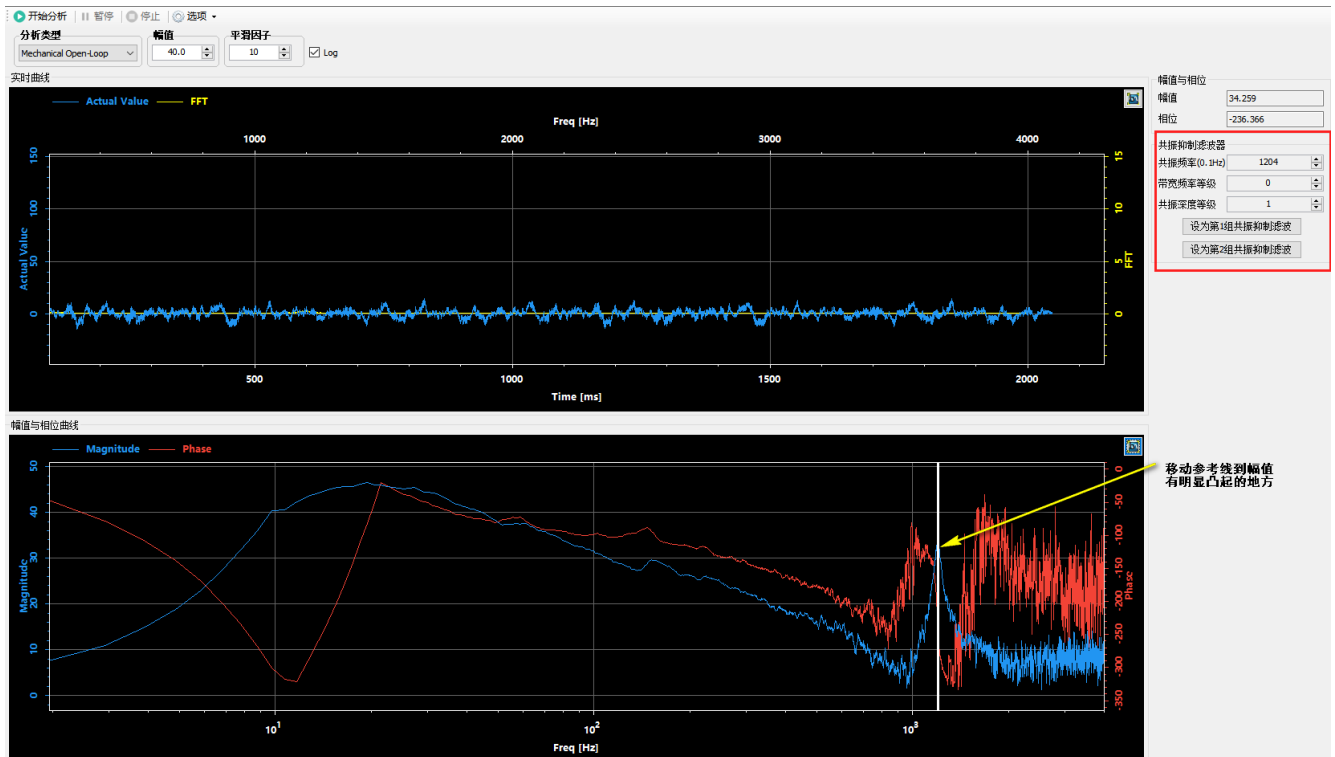 开始分析 暂停 停止 选项
分析类型 幅值 平滑因子
Mechanical Open-Loop 40.0 10 Log
实时曲线
Actual Value FFT
Freq [Hz]
1000 2000 3000 4000
150 100 50 0
Actual Value
15 10 5 0
FFT
500 1000 1500 2000
Time [ms]
幅值与相位
幅值 34.259
相位 -236.366
共振抑制滤波器
共振频率(0.1Hz) 1204
带宽频率等级 0
共振深度等级 1
设为第1组共振抑制滤波
设为第2组共振抑制滤波
幅值与相位曲线
Magnitude Phase
50 40 30 20 10 0
Magnitude
0 -50 -100 -150 -200 -250 -300 -350
Phase
10¹ 10² 10³
Freq [Hz]
移动参考线到幅值
有明显凸起的地方